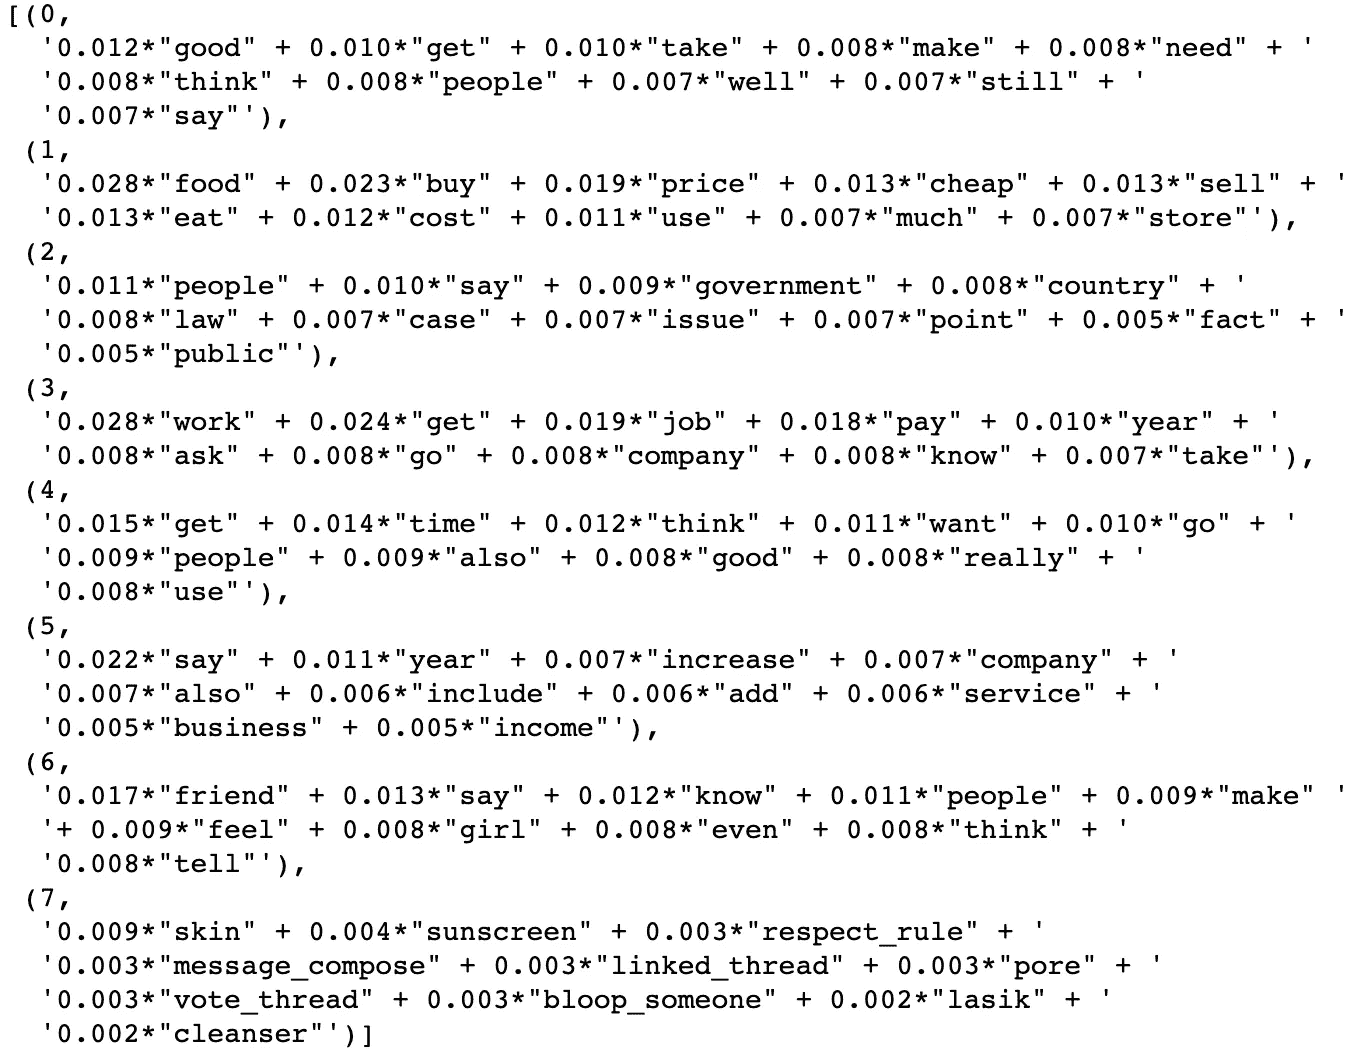 [(0,
'0.012*"good" + 0.010*"get" + 0.010*"take" + 0.008*"make" + 0.008*"need" + '
'0.008*"think" + 0.008*"people" + 0.007*"well" + 0.007*"still" + '
'0.007*"say"'),
(1,
'0.028*"food" + 0.023*"buy" + 0.019*"price" + 0.013*"cheap" + 0.013*"sell" + '
'0.013*"eat" + 0.012*"cost" + 0.011*"use" + 0.007*"much" + 0.007*"store"'),
(2,
'0.011*"people" + 0.010*"say" + 0.009*"government" + 0.008*"country" + '
'0.008*"law" + 0.007*"case" + 0.007*"issue" + 0.007*"point" + 0.005*"fact" + '
'0.005*"public"'),
(3,
'0.028*"work" + 0.024*"get" + 0.019*"job" + 0.018*"pay" + 0.010*"year" + '
'0.008*"ask" + 0.008*"go" + 0.008*"company" + 0.008*"know" + 0.007*"take"'),
(4,
'0.015*"get" + 0.014*"time" + 0.012*"think" + 0.011*"want" + 0.010*"go" + '
'0.009*"people" + 0.009*"also" + 0.008*"good" + 0.008*"really" + '
'0.008*"use"'),
(5,
'0.022*"say" + 0.011*"year" + 0.007*"increase" + 0.007*"company" + '
'0.007*"also" + 0.006*"include" + 0.006*"add" + 0.006*"service" + '
'0.005*"business" + 0.005*"income"'),
(6,
'0.017*"friend" + 0.013*"say" + 0.012*"know" + 0.011*"people" + 0.009*"make" '
'+ 0.009*"feel" + 0.008*"girl" + 0.008*"even" + 0.008*"think" + '
'0.008*"tell"'),
(7,
'0.009*"skin" + 0.004*"sunscreen" + 0.003*"respect_rule" + '
'0.003*"message_compose" + 0.003*"linked_thread" + 0.003*"pore" + '
'0.003*"vote_thread" + 0.003*"bloop_someone" + 0.002*"lasik" + '
'0.002*"cleanser"')]